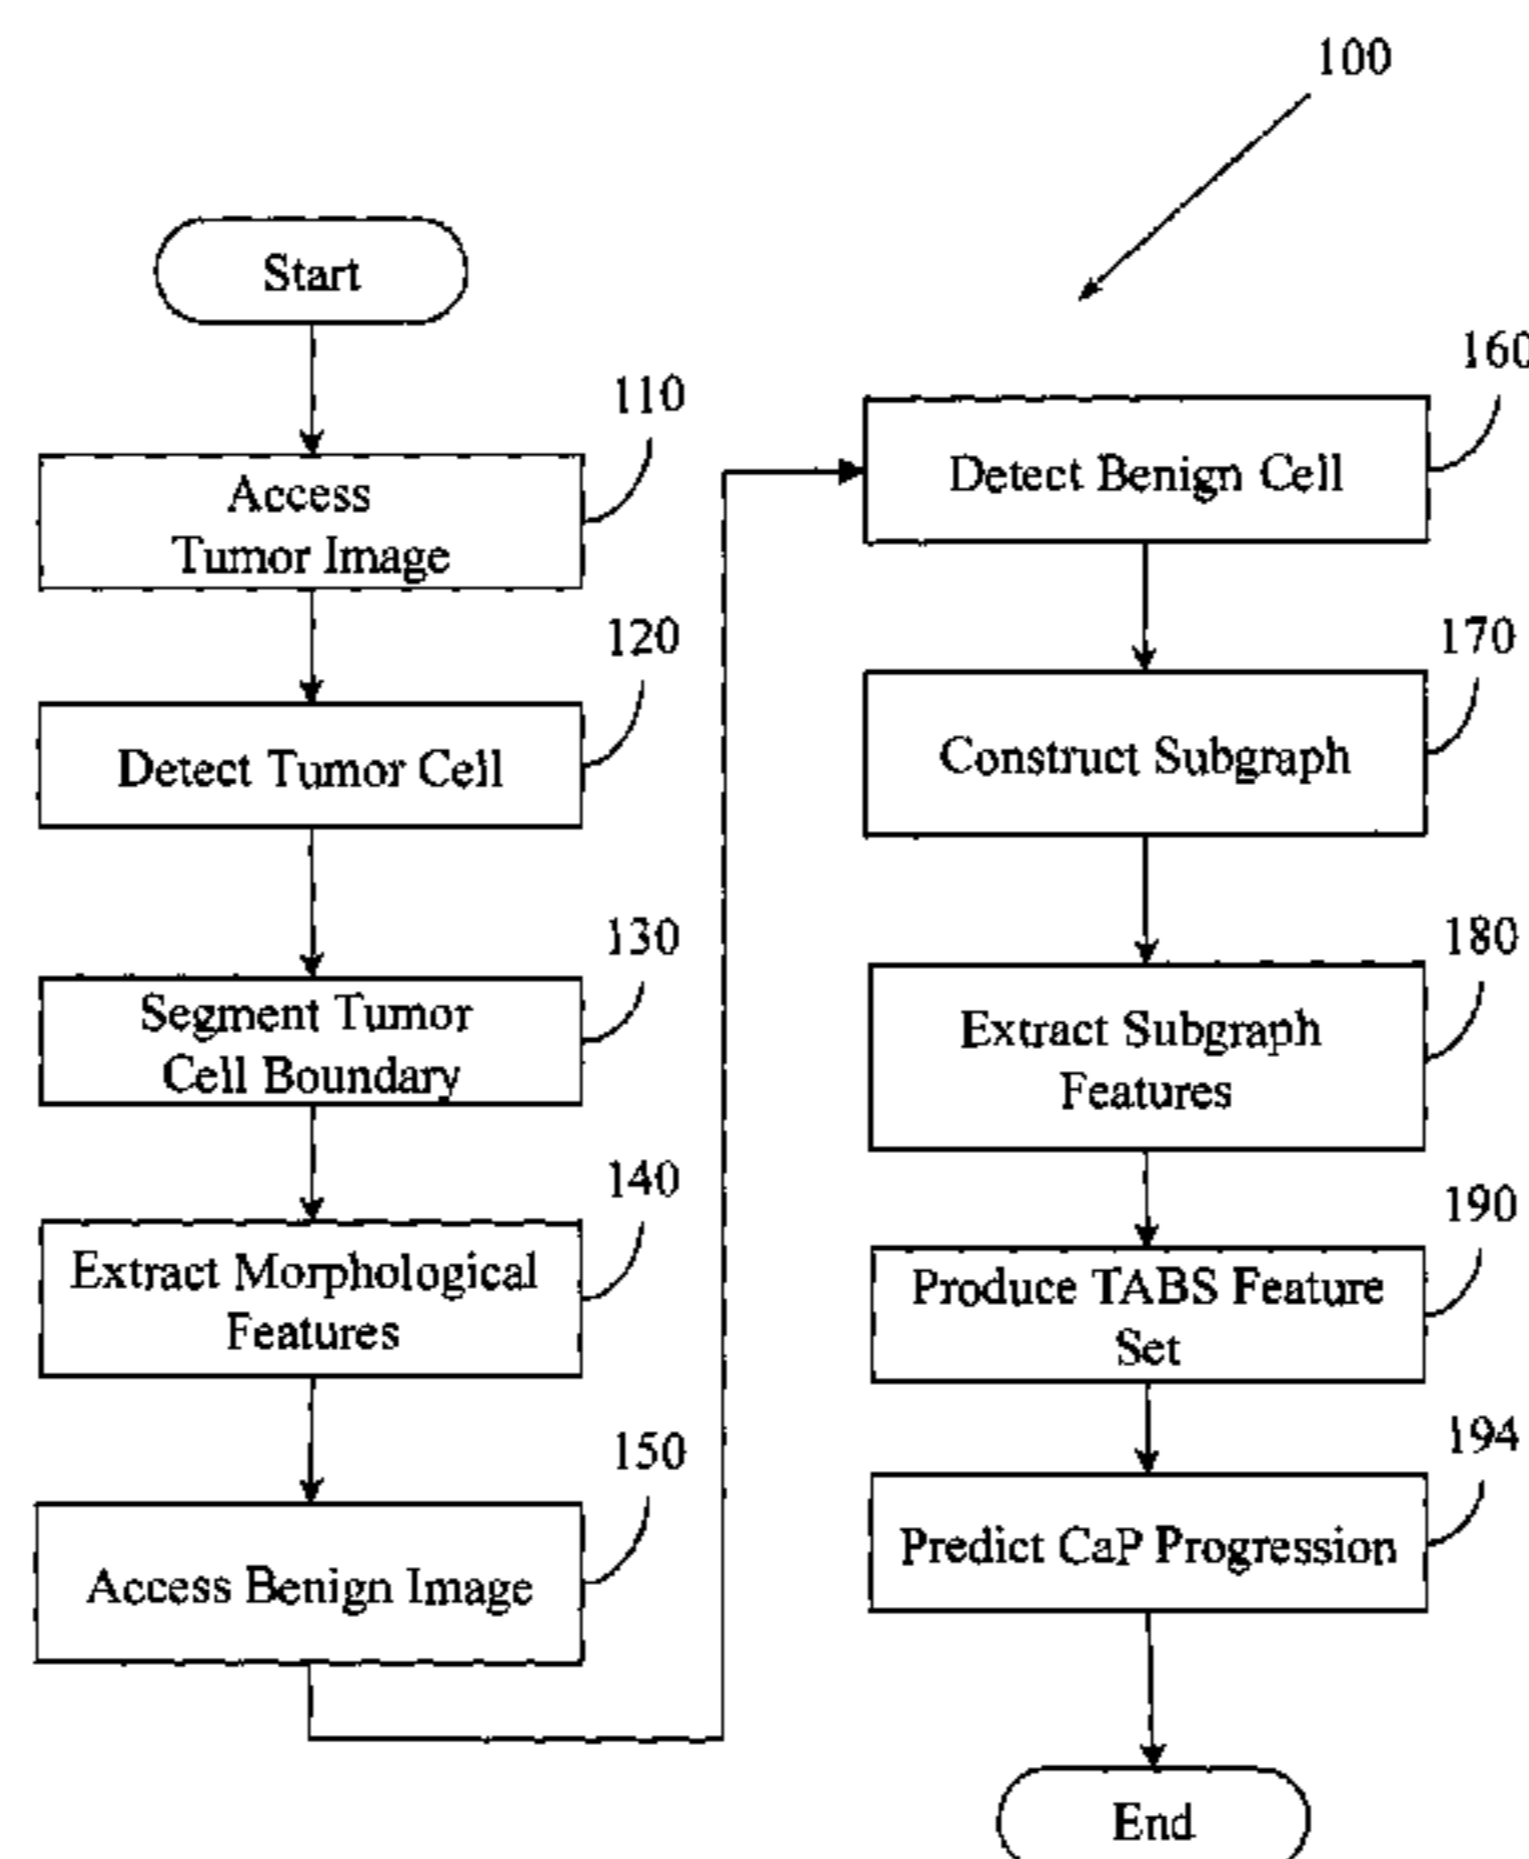 100
Start
110
Access
Tumor Image
120
Detect Tumor Cell
130
Segment Tumor
Cell Boundary
140
Extract Morphological
Features
150
Access Benign Image
160
Detect Benign Cell
170
Construct Subgraph
180
Extract Subgraph
Features
190
Produce TABS Feature
Set
194
Predict CaP Progression
End